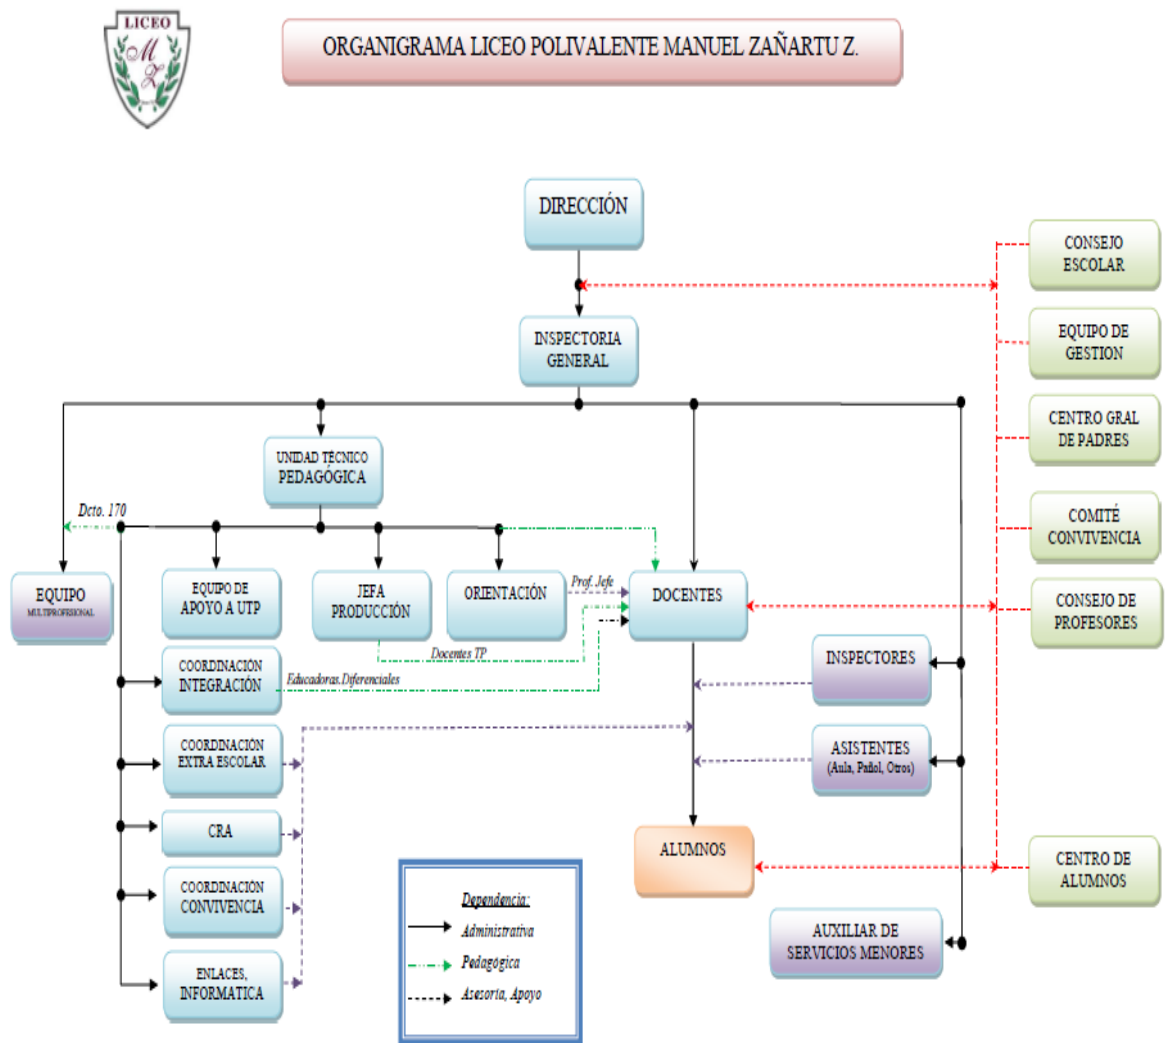 LICEO
M
Z
ORGANIGRAMA LICEO POLIVALENTE MANUEL ZAÑARTU Z.
DIRECCIÓN
CONSEJO
ESCOLAR
INSPECTORIA
GENERAL
EQUIPO DE
GESTION
CENTRO GRAL
DE PADRES
UNIDAD TÉCNICO
PEDAGÓGICA
Dcto. 170
COMITÉ
CONVIVENCIA
EQUIPO
MULTIPROFESIONAL
EQUIPO DE
APOYO A UTP
JEFA
PRODUCCIÓN
ORIENTACIÓN
Prof. Jefe
DOCENTES
CONSEJO DE
PROFESORES
Docentes TP
COORDINACIÓN
INTEGRACIÓN
Educadoras.Diferenciales
INSPECTORES
COORDINACIÓN
EXTRA ESCOLAR
ASISTENTES
(Aula, Pañol, Otros)
CRA
ALUMNOS
CENTRO DE
ALUMNOS
COORDINACIÓN
CONVIVENCIA
AUXILIAR DE
SERVICIOS MENORES
ENLACES,
INFORMATICA
Dependencia:
Administrativa
Pedagógica
Asesoria, Apoyo